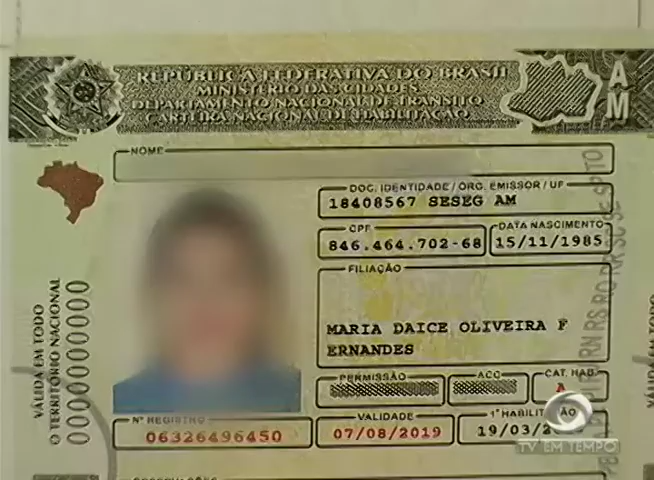 REPÚBLICA FEDERATIVA DO BRASIL
MINISTÉRIO DAS CIDADES
DEPARTAMENTO NACIONAL DE TRÂNSITO
CARTEIRA NACIONAL DE HABILITAÇÃO
AM
NOME
DOC. IDENTIDADE / ORG. EMISSOR / UF
18408567 SESEG AM
CPF
846.464.702-68
DATA NASCIMENTO
15/11/1985
FILIAÇÃO
MARIA DAICE OLIVEIRA F
ERNANDES
PERMISSÃO
ACC
CAT. HAB.
A
Nº REGISTRO
06326496450
VALIDADE
07/08/2019
1ª HABILITAÇÃO
19/03/
VÁLIDA EM TODO
O TERRITÓRIO NACIONAL
0000000000
TV EM TEMPO